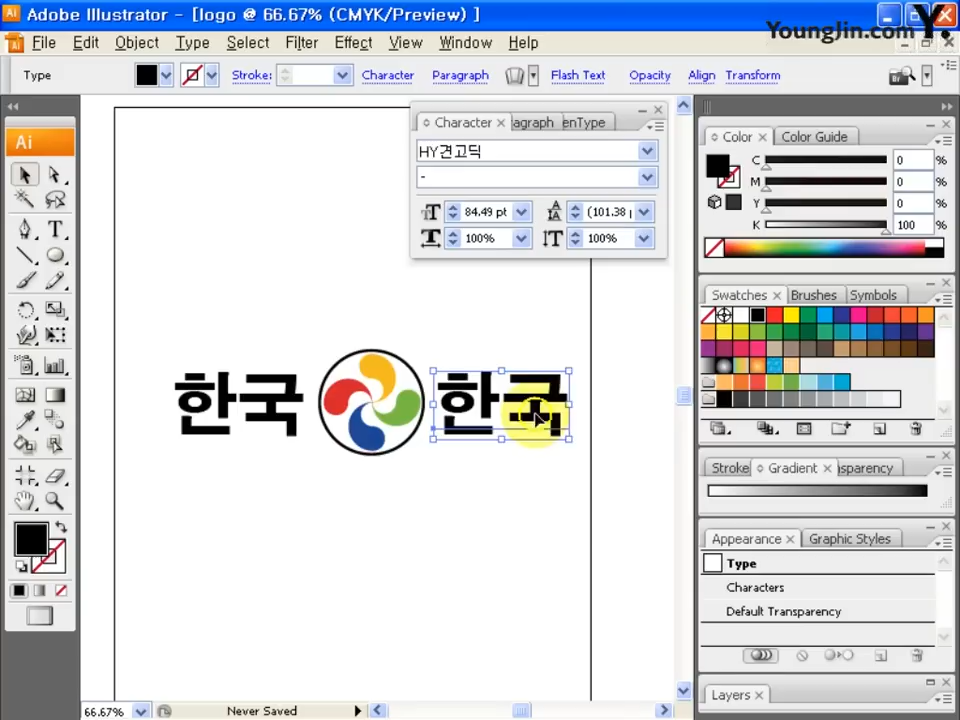 Adobe Illustrator - [logo @ 66.67% (CMYK/Preview) ]
YoungJin.com Y.
File Edit Object Type Select Filter Effect View Window Help
Type Stroke: Character Paragraph Flash Text Opacity Align Transform
Ai
Character × aragraph enType
HY견고딕
-
84.49 pt (101.38
100% 100%
한국 한국
Color × Color Guide
C 0 %
M 0 %
Y 0 %
K 100 %
Swatches × Brushes Symbols
Stroke Gradient × sparency
Appearance × Graphic Styles
Type
Characters
Default Transparency
Layers ×
66.67% Never Saved